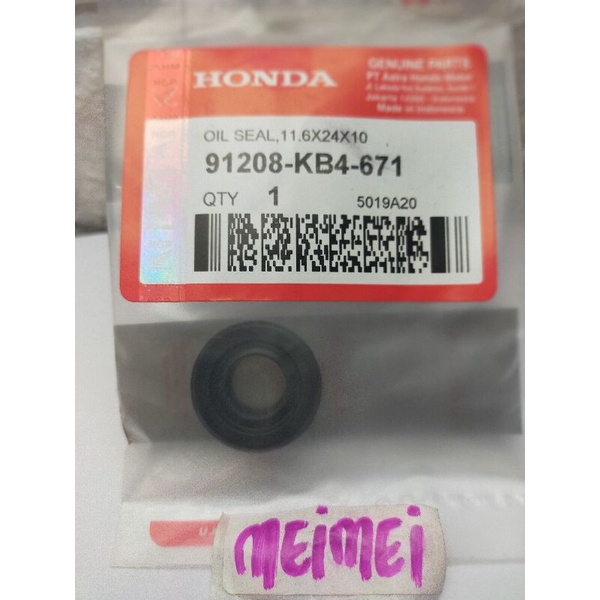 HONDA
GENUINE PARTS
PT Astra Honda Motor
Made in Indonesia
OIL SEAL,11.6X24X10
91208-KB4-671
QTY 1 5019A20
MEiMEi